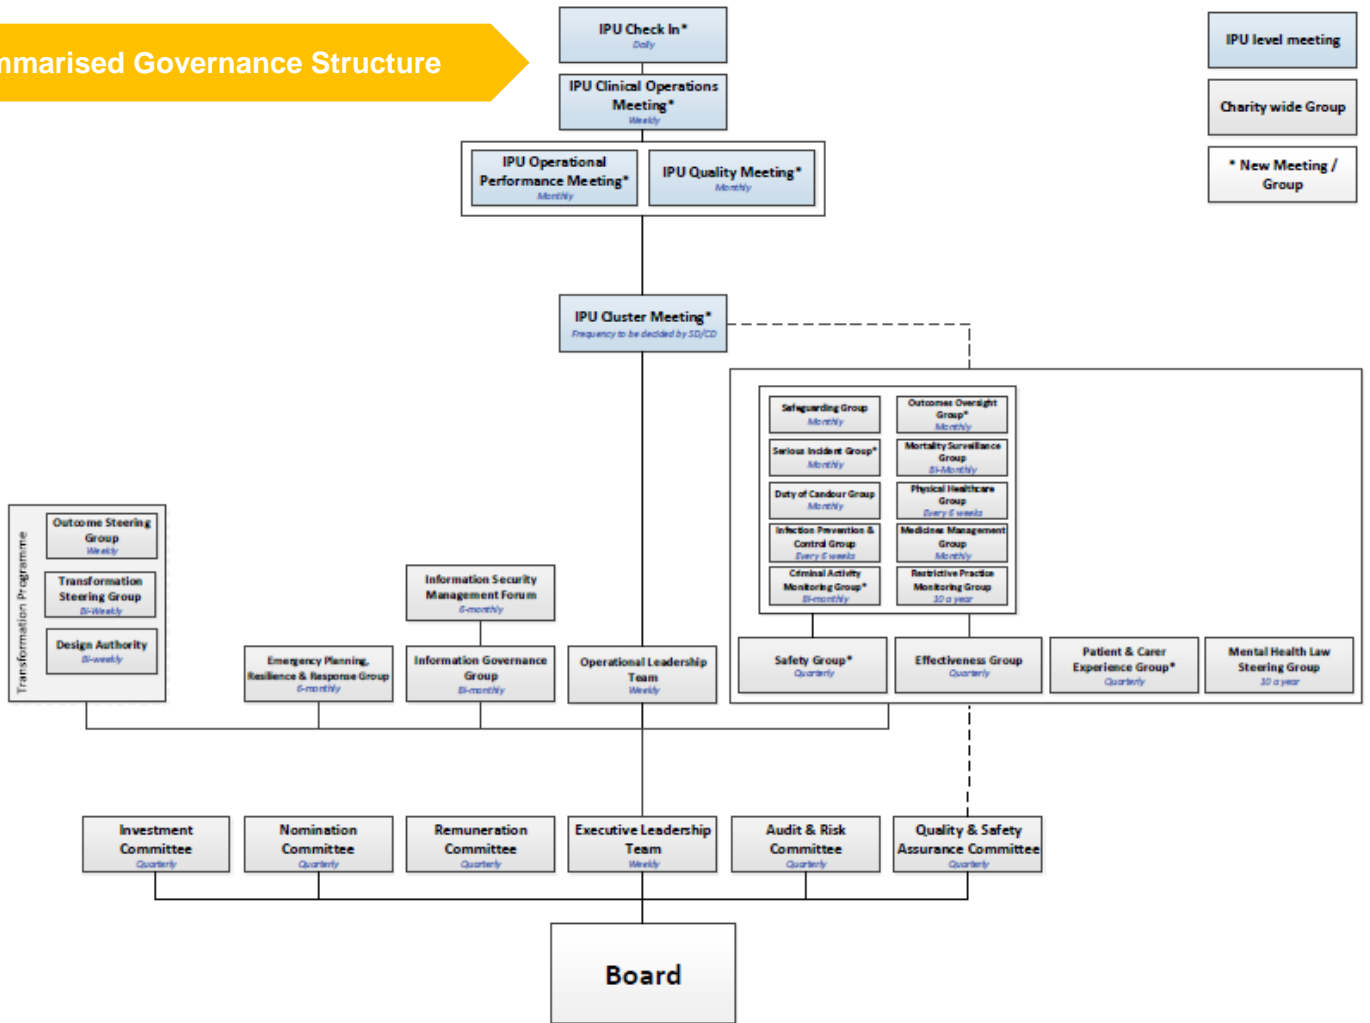 mmarised Governance Structure
IPU Check In*
Daily
IPU Clinical Operations
Meeting*
Weekly
IPU Operational
Performance Meeting*
Monthly
IPU Quality Meeting*
Monthly
IPU level meeting
Charity wide Group
* New Meeting /
Group
IPU Cluster Meeting*
Frequency to be decided by SD/CD
Safeguarding Group
Monthly
Outcomes Oversight
Group*
Monthly
Serious Incident Group*
Monthly
Mortality Surveillance
Group
Bi-Monthly
Duty of Candour Group
Monthly
Physical Healthcare
Group
Every 6 weeks
Infection Prevention &
Control Group
Every 6 weeks
Medicines Management
Group
Monthly
Criminal Activity
Monitoring Group*
Bi-monthly
Restrictive Practice
Monitoring Group
10 a year
Transformation Programme
Outcome Steering
Group
Weekly
Transformation
Steering Group
Bi-Weekly
Design Authority
Bi-weekly
Information Security
Management Forum
6-monthly
Emergency Planning,
Resilience & Response Group
6-monthly
Information Governance
Group
Bi-monthly
Operational Leadership
Team
Weekly
Safety Group*
Quarterly
Effectiveness Group
Quarterly
Patient & Carer
Experience Group*
Quarterly
Mental Health Law
Steering Group
10 a year
Investment
Committee
Quarterly
Nomination
Committee
Quarterly
Remuneration
Committee
Quarterly
Executive Leadership
Team
Weekly
Audit & Risk
Committee
Quarterly
Quality & Safety
Assurance Committee
Quarterly
Board